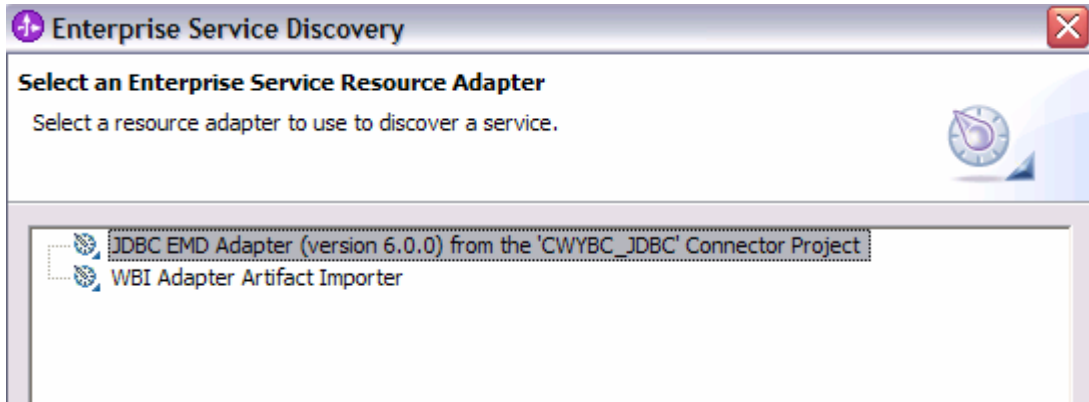 Enterprise Service Discovery
Select an Enterprise Service Resource Adapter
Select a resource adapter to use to discover a service.
JDBC EMD Adapter (version 6.0.0) from the 'CWYBC_JDBC' Connector Project
WBI Adapter Artifact Importer